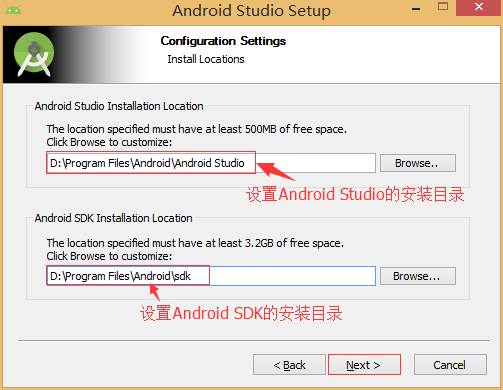 Android Studio Setup
Configuration Settings
Install Locations
Android Studio Installation Location
The location specified must have at least 500MB of free space.
Click Browse to customize:
D:\Program Files\Android\Android Studio
Browse..
设置Android Studio的安装目录
Android SDK Installation Location
The location specified must have at least 3.2GB of free space.
Click Browse to customize:
D:\Program Files\Android\sdk
Browse...
设置Android SDK的安装目录
< Back
Next >
Cancel